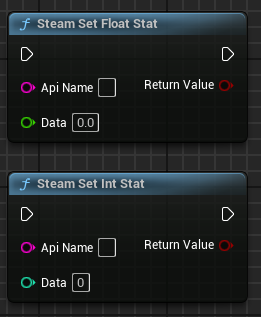 Steam Set Float Stat
Api Name
Return Value
Data 0.0
Steam Set Int Stat
Api Name
Return Value
Data 0